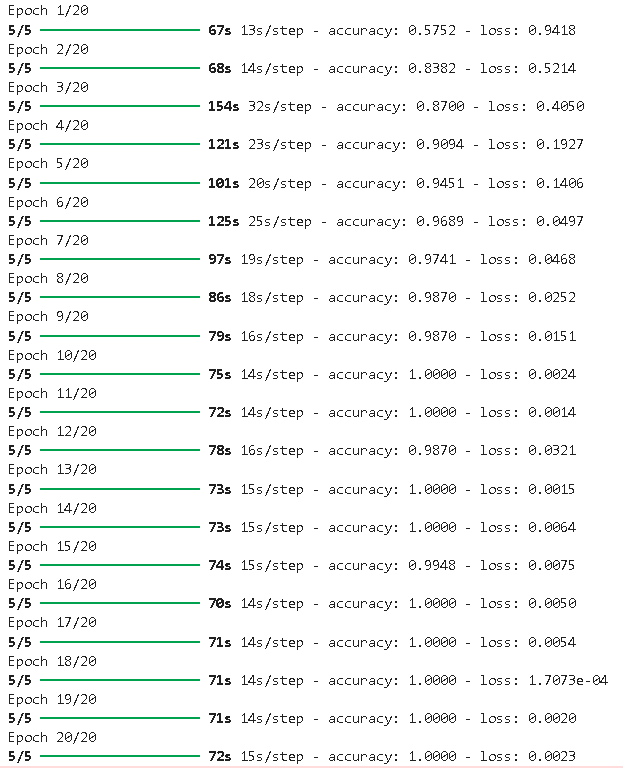 Epoch 1/20
5/5 67s 13s/step - accuracy: 0.5752 - loss: 0.9418
Epoch 2/20
5/5 68s 14s/step - accuracy: 0.8382 - loss: 0.5214
Epoch 3/20
5/5 154s 32s/step - accuracy: 0.8700 - loss: 0.4050
Epoch 4/20
5/5 121s 23s/step - accuracy: 0.9094 - loss: 0.1927
Epoch 5/20
5/5 101s 20s/step - accuracy: 0.9451 - loss: 0.1406
Epoch 6/20
5/5 125s 25s/step - accuracy: 0.9689 - loss: 0.0497
Epoch 7/20
5/5 97s 19s/step - accuracy: 0.9741 - loss: 0.0468
Epoch 8/20
5/5 86s 18s/step - accuracy: 0.9870 - loss: 0.0252
Epoch 9/20
5/5 79s 16s/step - accuracy: 0.9870 - loss: 0.0151
Epoch 10/20
5/5 75s 14s/step - accuracy: 1.0000 - loss: 0.0024
Epoch 11/20
5/5 72s 14s/step - accuracy: 1.0000 - loss: 0.0014
Epoch 12/20
5/5 78s 16s/step - accuracy: 0.9870 - loss: 0.0321
Epoch 13/20
5/5 73s 15s/step - accuracy: 1.0000 - loss: 0.0015
Epoch 14/20
5/5 73s 15s/step - accuracy: 1.0000 - loss: 0.0064
Epoch 15/20
5/5 74s 15s/step - accuracy: 0.9948 - loss: 0.0075
Epoch 16/20
5/5 70s 14s/step - accuracy: 1.0000 - loss: 0.0050
Epoch 17/20
5/5 71s 14s/step - accuracy: 1.0000 - loss: 0.0054
Epoch 18/20
5/5 71s 14s/step - accuracy: 1.0000 - loss: 1.7073e-04
Epoch 19/20
5/5 71s 14s/step - accuracy: 1.0000 - loss: 0.0020
Epoch 20/20
5/5 72s 15s/step - accuracy: 1.0000 - loss: 0.0023